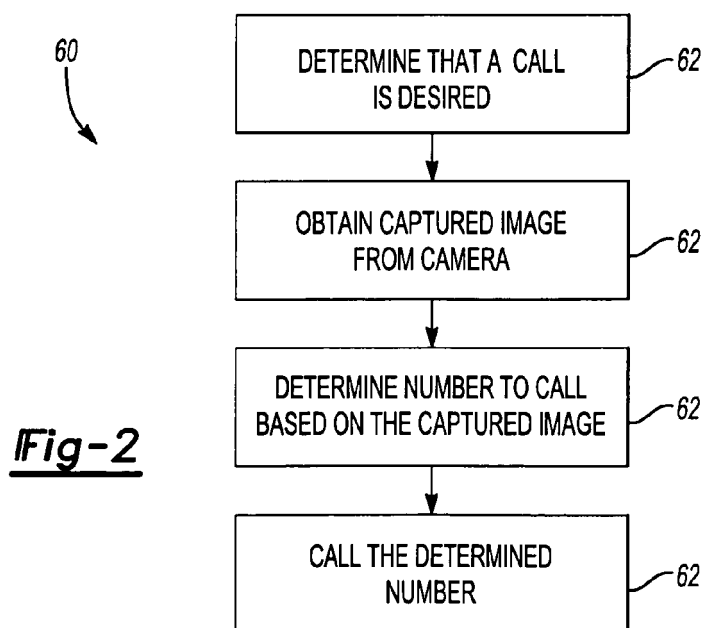 60
DETERMINE THAT A CALL
IS DESIRED
62
OBTAIN CAPTURED IMAGE
FROM CAMERA
62
DETERMINE NUMBER TO CALL
BASED ON THE CAPTURED IMAGE
62
Fig-2
CALL THE DETERMINED
NUMBER
62